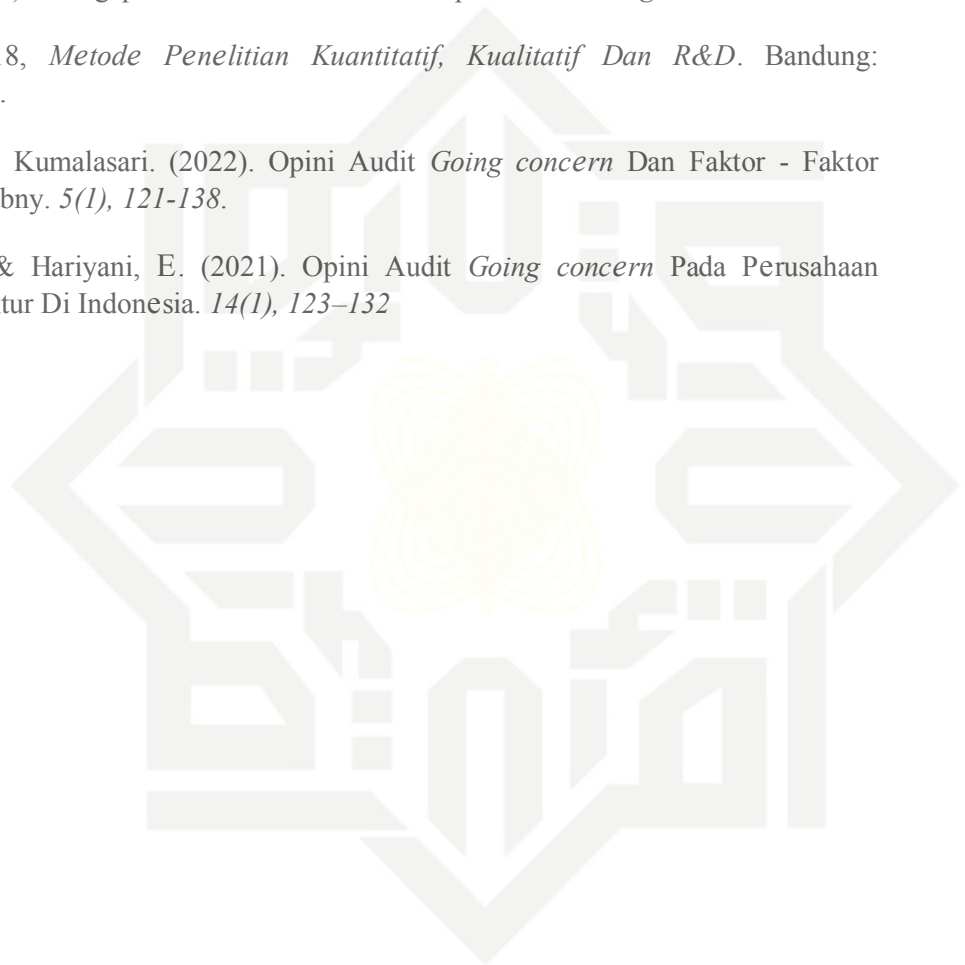 18, Metode Penelitian Kuantitatif, Kualitatif Dan R&D. Bandung:
.
Kumalasari. (2022). Opini Audit Going concern Dan Faktor - Faktor
bny. 5(1), 121-138.
& Hariyani, E. (2021). Opini Audit Going concern Pada Perusahaan
tur Di Indonesia. 14(1), 123–132